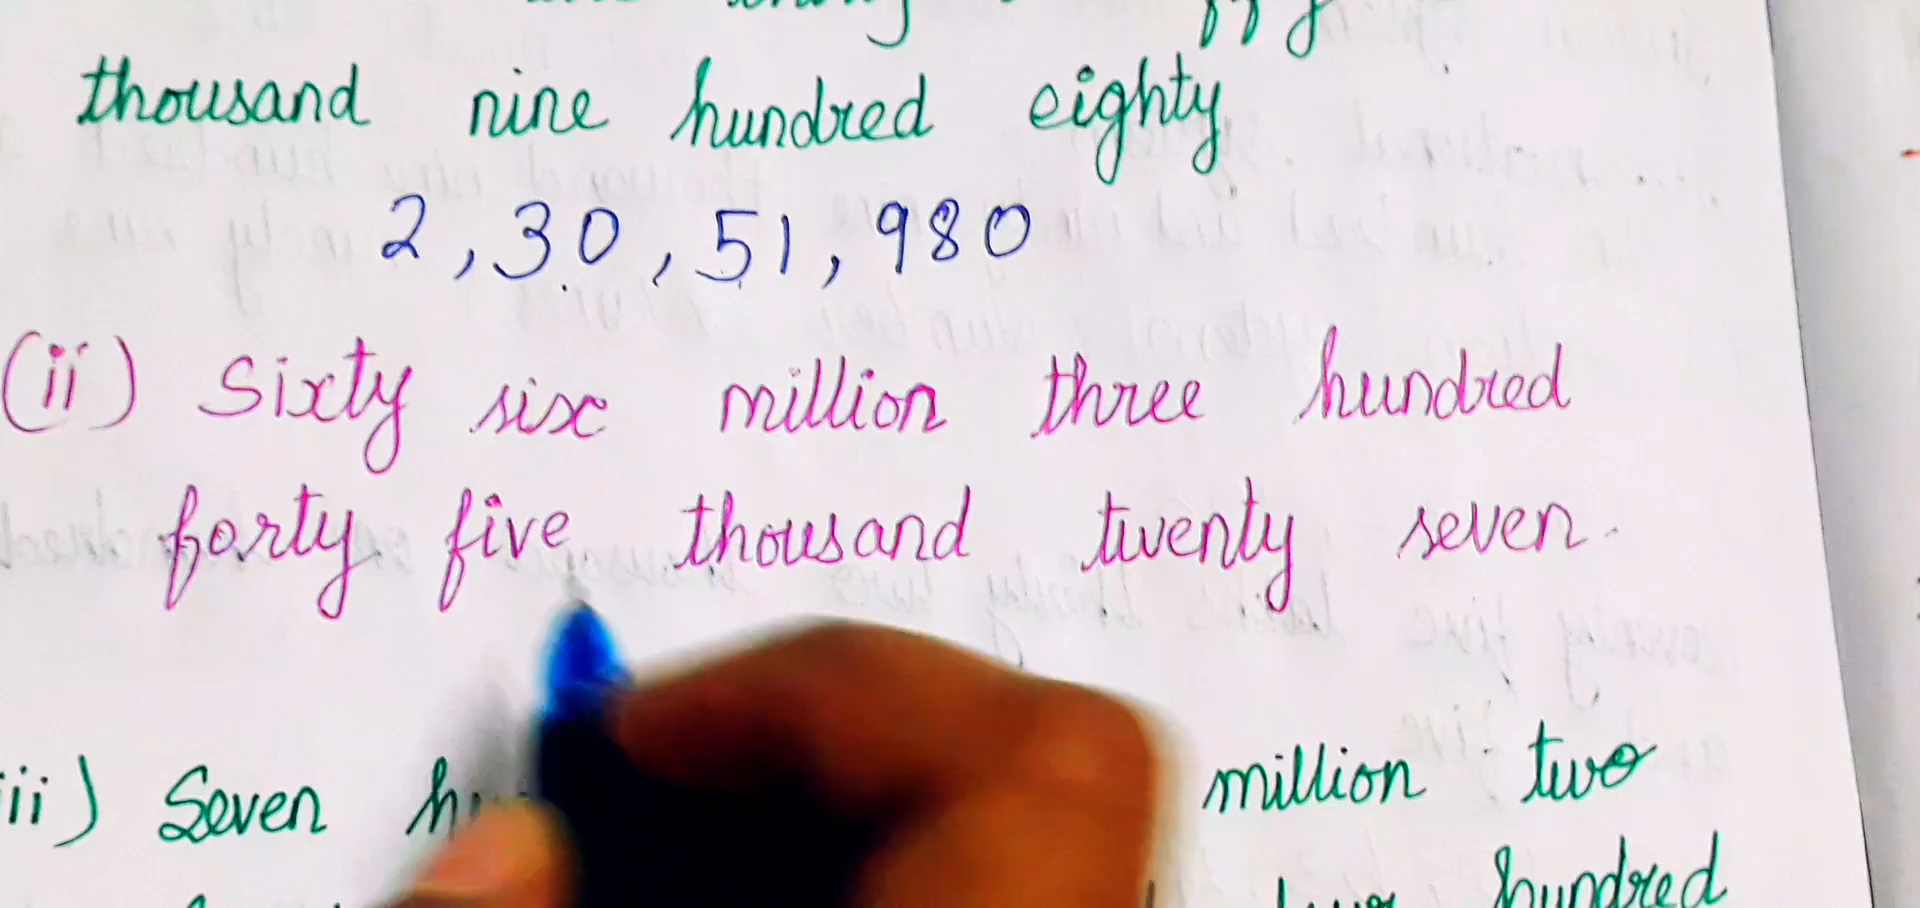 thousand nine hundred eighty
2,30,51,980
(ii) Sixty six million three hundred
forty five thousand twenty seven.
iii) Seven million two
hundred